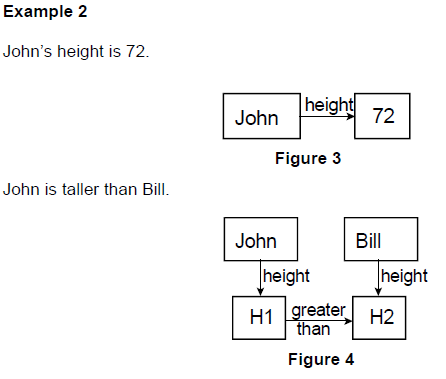 Example 2
John's height is 72.
John height 72
Figure 3
John is taller than Bill.
John Bill
height height
H1 greater than H2
Figure 4